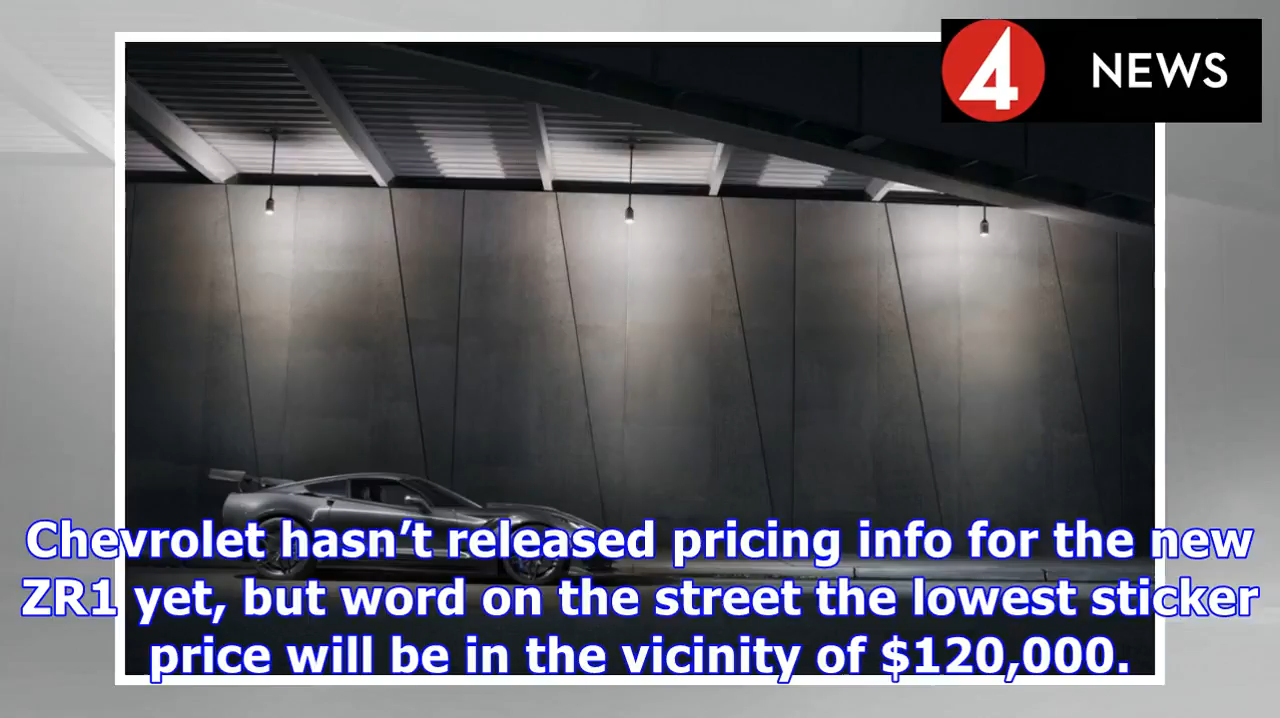 4 NEWS
Chevrolet hasn’t released pricing info for the new
ZR1 yet, but word on the street the lowest sticker
price will be in the vicinity of $120,000.